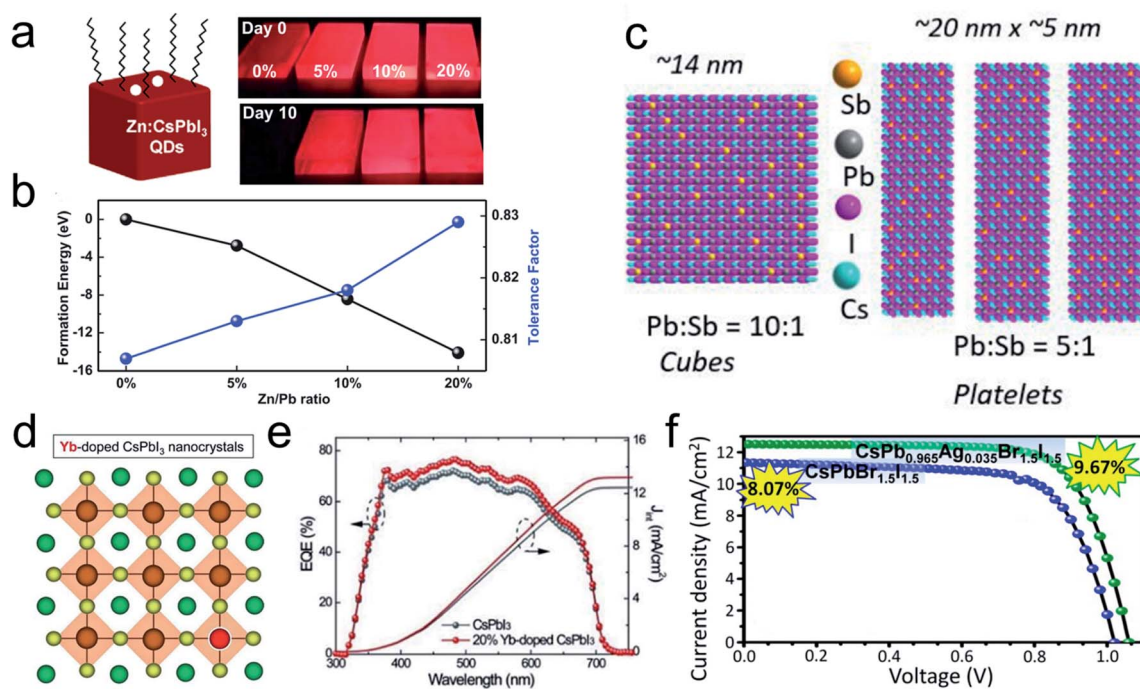 a
Zn:CsPbI₃
QDs
Day 0
0% 5% 10% 20%
Day 10
b
Formation Energy (eV)
0
-4
-8
-12
-16
0% 5% 10% 20%
Zn/Pb ratio
0.83
0.82
0.81
Tolerance Factor
c
~14 nm
~20 nm x ~5 nm
Sb
Pb
I
Cs
Pb:Sb = 10:1
Cubes
Pb:Sb = 5:1
Platelets
d
Yb-doped CsPbI₃ nanocrystals
e
EQE (%)
80
60
40
20
0
300 400 500 600 700
Wavelength (nm)
16
12
8
4
0
J_int (mA/cm²)
CsPbI₃
20% Yb-doped CsPbI₃
f
Current density (mA/cm²)
12
10
8
6
4
2
0
0.0 0.2 0.4 0.6 0.8 1.0
Voltage (V)
CsPb₀.₉₆₅Ag₀.₀₃₅Br₁.₅I₁.₅
CsPbBr₁.₅I₁.₅
8.07%
9.67%